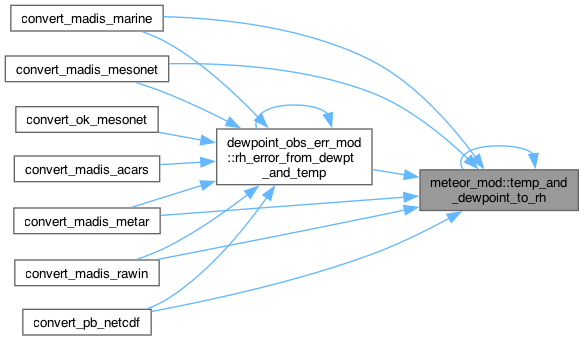 convert_madis_marine
convert_madis_mesonet
convert_ok_mesonet
convert_madis_acars
convert_madis_metar
convert_madis_rawin
convert_pb_netcdf
dewpoint_obs_err_mod
::rh_error_from_dewpt
_and_temp
meteor_mod::temp_and
_dewpoint_to_rh